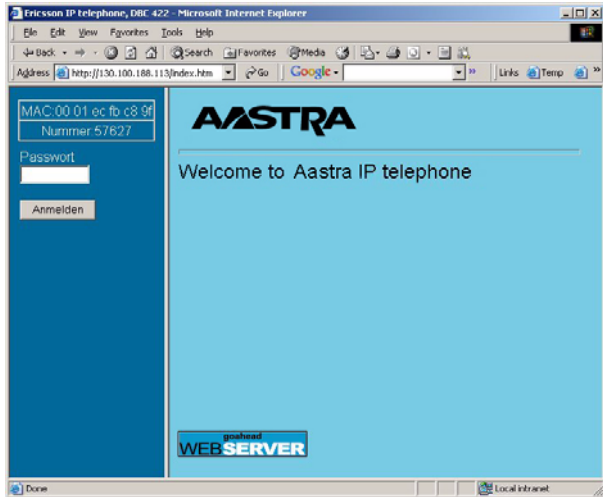 Ericsson IP telephone, DBC 422 - Microsoft Internet Explorer
File Edit View Favorites Tools Help
Back Search Favorites Media
Address http://130.100.188.113/index.htm Go Google Links Temp
MAC:00 01 ec fb c8 9f
Nummer:57627
Passwort
Anmelden
AASTRA
Welcome to Aastra IP telephone
goahead
WEBSERVER
Done Local intranet